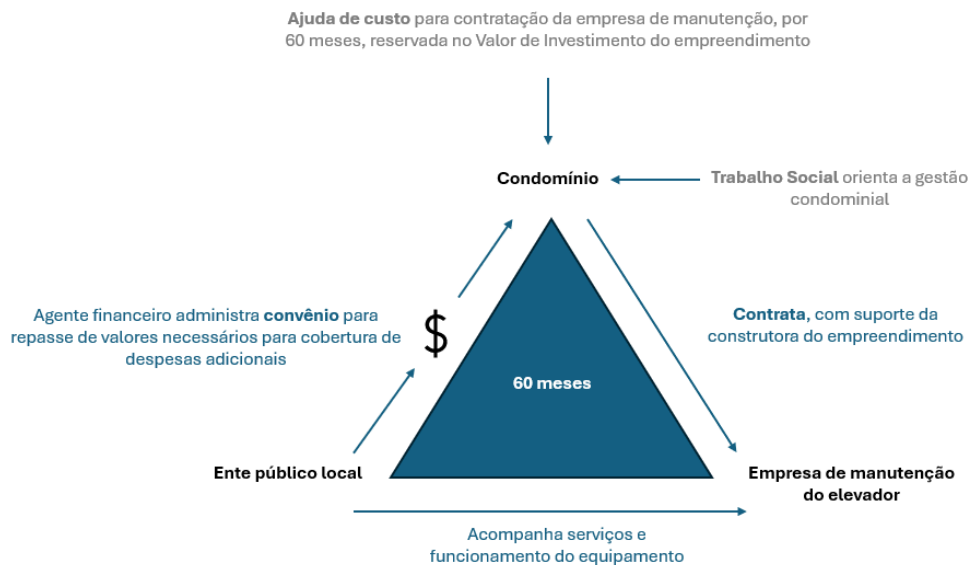 Ajuda de custo para contratação da empresa de manutenção, por
60 meses, reservada no Valor de Investimento do empreendimento
Condomínio
Trabalho Social orienta a gestão
condominial
Agente financeiro administra convênio para
repasse de valores necessários para cobertura de
despesas adicionais
$
Contrata, com suporte da
construtora do empreendimento
60 meses
Ente público local
Empresa de manutenção
do elevador
Acompanha serviços e
funcionamento do equipamento